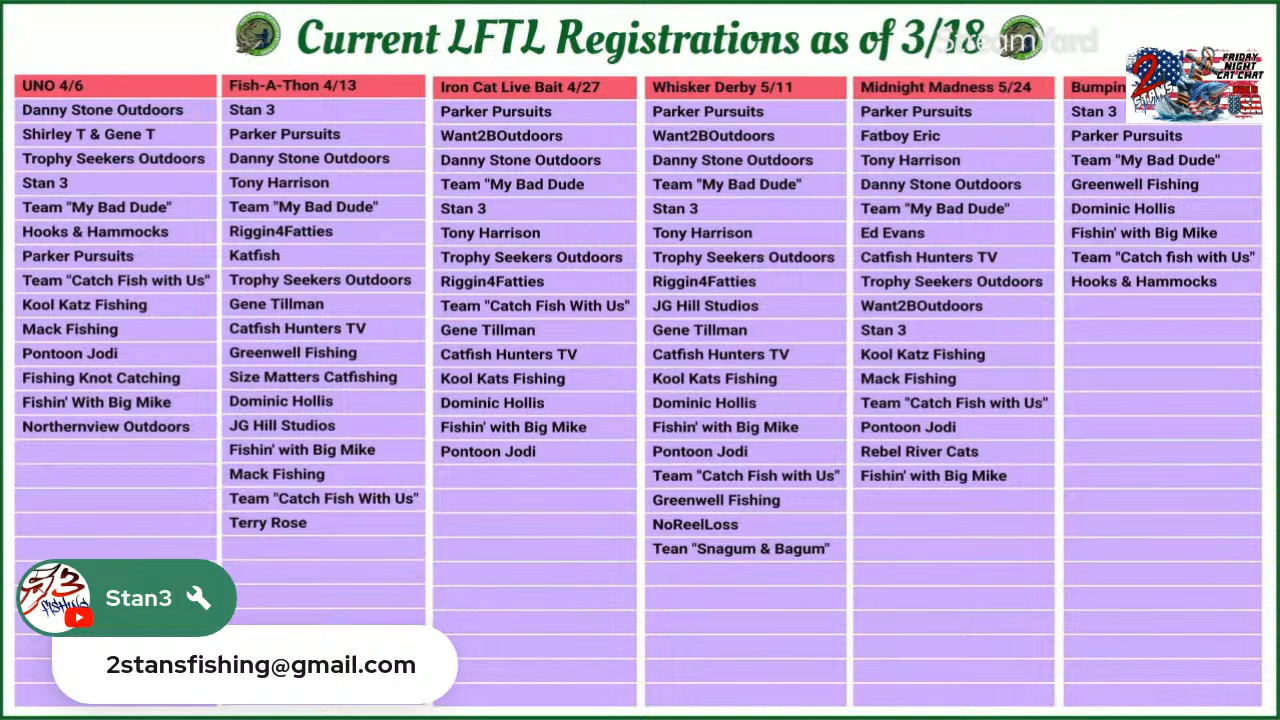 Current LFTL Registrations as of 3/18
StreamYard
2
STANS
FRIDAY
NIGHT
CAT CHAT
USA
UNO 4/6
Danny Stone Outdoors
Shirley T & Gene T
Trophy Seekers Outdoors
Stan 3
Team "My Bad Dude"
Hooks & Hammocks
Parker Pursuits
Team "Catch Fish with Us"
Kool Katz Fishing
Mack Fishing
Pontoon Jodi
Fishing Knot Catching
Fishin' With Big Mike
Northernview Outdoors
Fish-A-Thon 4/13
Stan 3
Parker Pursuits
Danny Stone Outdoors
Tony Harrison
Team "My Bad Dude"
Riggin4Fatties
Katfish
Trophy Seekers Outdoors
Gene Tillman
Catfish Hunters TV
Greenwell Fishing
Size Matters Catfishing
Dominic Hollis
JG Hill Studios
Fishin' with Big Mike
Mack Fishing
Team "Catch Fish With Us"
Terry Rose
Iron Cat Live Bait 4/27
Parker Pursuits
Want2BOutdoors
Danny Stone Outdoors
Team "My Bad Dude
Stan 3
Tony Harrison
Trophy Seekers Outdoors
Riggin4Fatties
Team "Catch Fish With Us"
Gene Tillman
Catfish Hunters TV
Kool Kats Fishing
Dominic Hollis
Fishin' with Big Mike
Pontoon Jodi
Whisker Derby 5/11
Parker Pursuits
Want2BOutdoors
Danny Stone Outdoors
Team "My Bad Dude"
Stan 3
Tony Harrison
Trophy Seekers Outdoors
Riggin4Fatties
JG Hill Studios
Gene Tillman
Catfish Hunters TV
Kool Kats Fishing
Dominic Hollis
Fishin' with Big Mike
Pontoon Jodi
Team "Catch Fish with Us"
Greenwell Fishing
NoReelLoss
Tean "Snagum & Bagum"
Midnight Madness 5/24
Parker Pursuits
Fatboy Eric
Tony Harrison
Danny Stone Outdoors
Team "My Bad Dude"
Ed Evans
Catfish Hunters TV
Trophy Seekers Outdoors
Want2BOutdoors
Stan 3
Kool Katz Fishing
Mack Fishing
Team "Catch Fish with Us"
Pontoon Jodi
Rebel River Cats
Fishin' with Big Mike
Bumpin
Stan 3
Parker Pursuits
Team "My Bad Dude"
Greenwell Fishing
Dominic Hollis
Fishin' with Big Mike
Team "Catch fish with Us"
Hooks & Hammocks
Stan3
2stansfishing@gmail.com